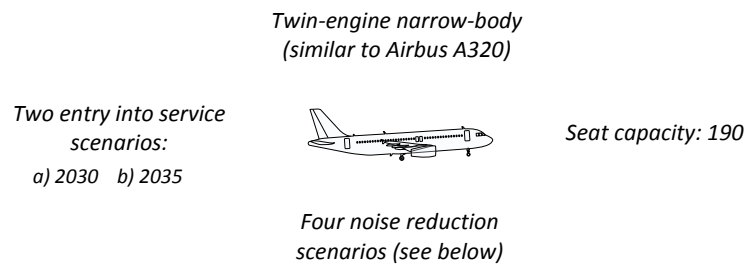 Twin-engine narrow-body
(similar to Airbus A320)
Two entry into service
scenarios:
a) 2030 b) 2035
Seat capacity: 190
Four noise reduction
scenarios (see below)